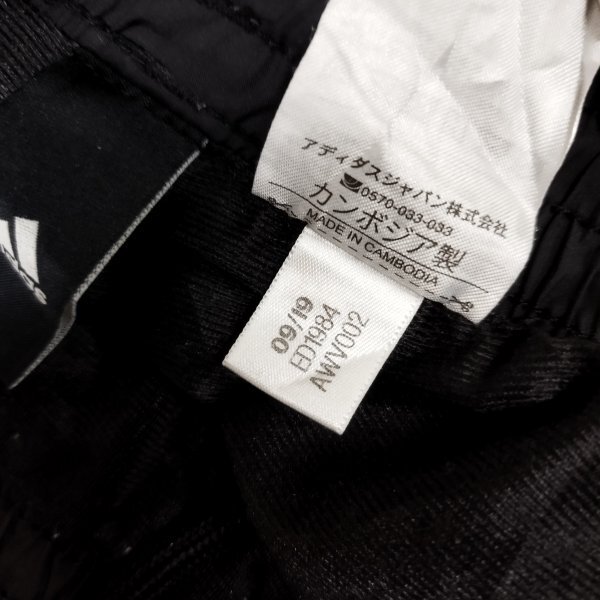 アディダスジャパン株式会社
0570-033-033
カンボジア製
MADE IN CAMBODIA
09/19
ED1984
AWV002